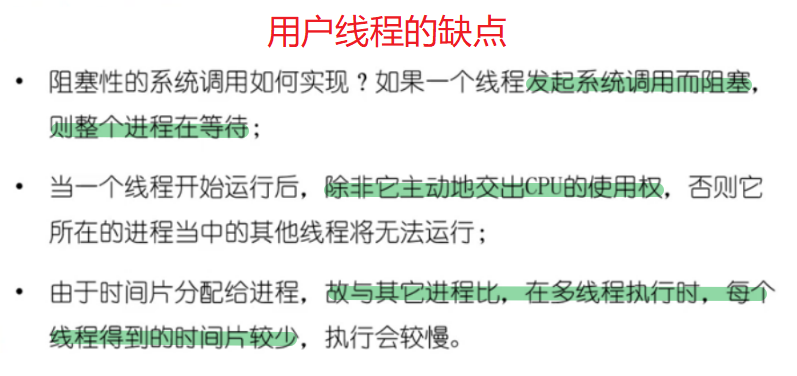 用户线程的缺点
• 阻塞性的系统调用如何实现？如果一个线程发起系统调用而阻塞，
则整个进程在等待；
• 当一个线程开始运行后，除非它主动地交出CPU的使用权，否则它
所在的进程当中的其他线程将无法运行；
• 由于时间片分配给进程，故与其它进程比，在多线程执行时，每个
线程得到的时间片较少，执行会较慢。